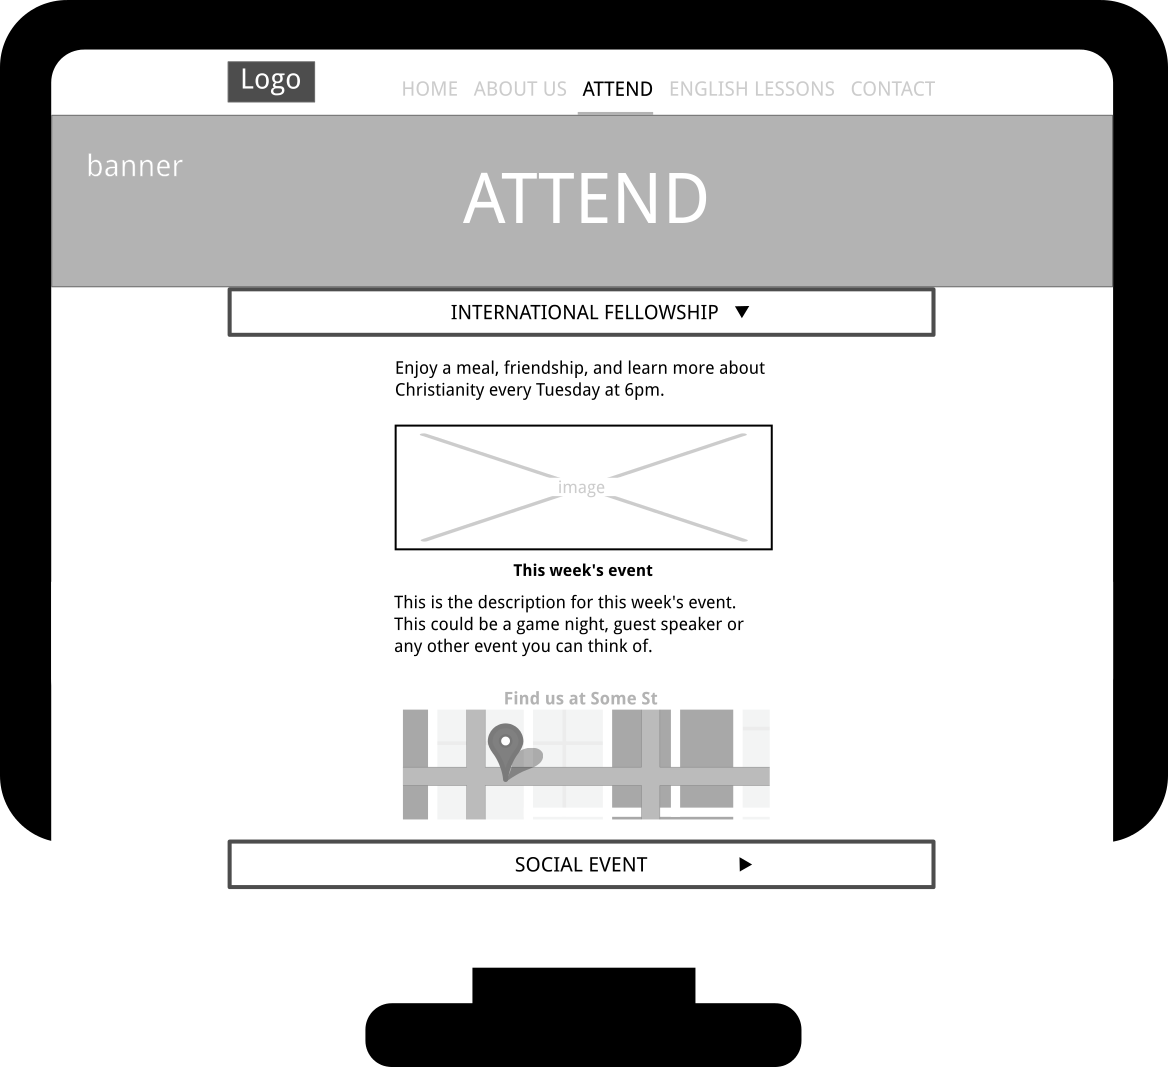 Logo
HOME ABOUT US ATTEND ENGLISH LESSONS CONTACT
banner
ATTEND
INTERNATIONAL FELLOWSHIP
Enjoy a meal, friendship, and learn more about
Christianity every Tuesday at 6pm.
image
This week's event
This is the description for this week's event.
This could be a game night, guest speaker or
any other event you can think of.
Find us at Some St
SOCIAL EVENT